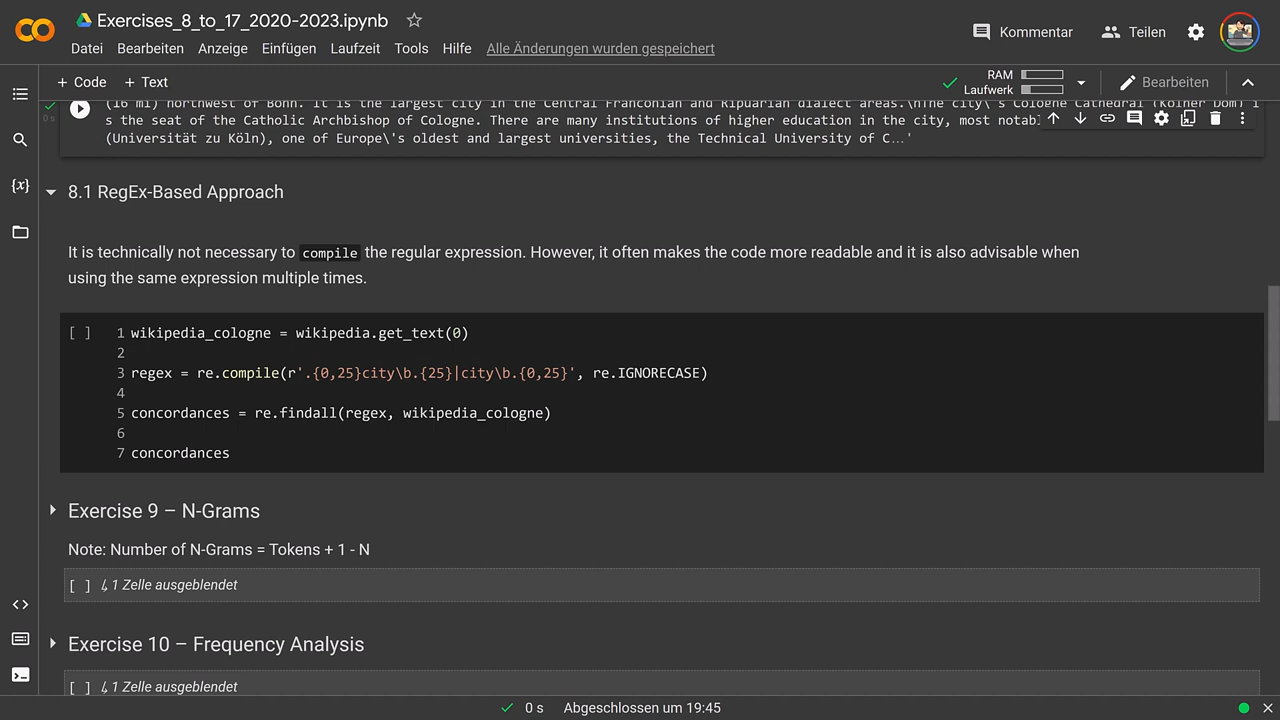 Exercises_8_to_17_2020-2023.ipynb
Kommentar
Teilen
Datei Bearbeiten Anzeige Einfügen Laufzeit Tools Hilfe Alle Änderungen wurden gespeichert
+ Code + Text
RAM
Laufwerk
Bearbeiten
(16 mi) northwest of Bonn. It is the largest city in the Central Franconian and Ripuarian dialect areas.\nThe city\'s Cologne Cathedral (Kölner Dom) i
0 s
s the seat of the Catholic Archbishop of Cologne. There are many institutions of higher education in the city, most notabl
(Universität zu Köln), one of Europe\'s oldest and largest universities, the Technical University of C…'
{x}
8.1 RegEx-Based Approach
It is technically not necessary to compile the regular expression. However, it often makes the code more readable and it is also advisable when
using the same expression multiple times.
[ ] 1 wikipedia_cologne = wikipedia.get_text(0)
2
3 regex = re.compile(r'.{0,25}city\b.{25}|city\b.{0,25}', re.IGNORECASE)
4
5 concordances = re.findall(regex, wikipedia_cologne)
6
7 concordances
Exercise 9 – N-Grams
Note: Number of N-Grams = Tokens + 1 - N
[ ] ↳ 1 Zelle ausgeblendet
Exercise 10 – Frequency Analysis
[ ] ↳ 1 Zelle ausgeblendet
0 s Abgeschlossen um 19:45